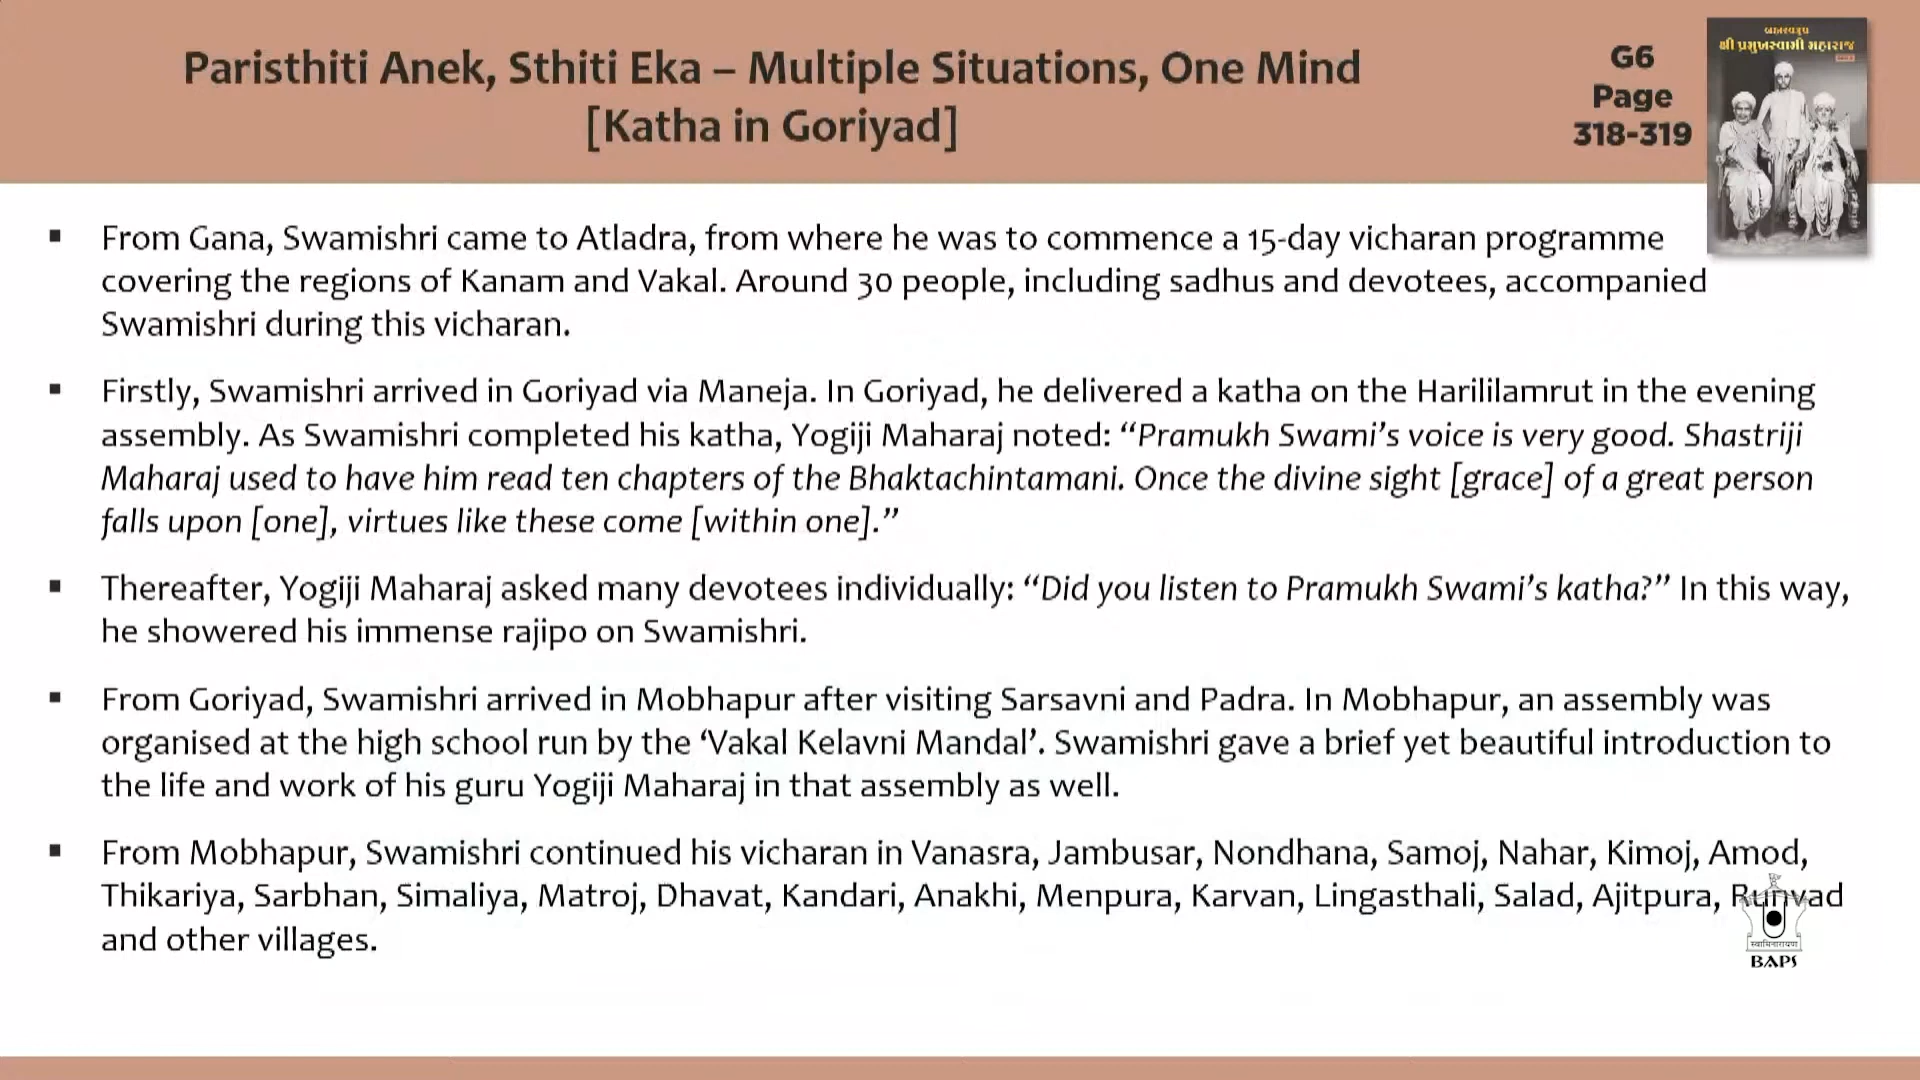 Paristhiti Anek, Sthiti Eka – Multiple Situations, One Mind
[Katha in Goriyad]
G6
Page
318-319
બ્રહ્મસ્વરૂપ
શ્રી પ્રમુખસ્વામી મહારાજ
▪ From Gana, Swamishri came to Atladra, from where he was to commence a 15-day vicharan programme
covering the regions of Kanam and Vakal. Around 30 people, including sadhus and devotees, accompanied
Swamishri during this vicharan.
▪ Firstly, Swamishri arrived in Goriyad via Maneja. In Goriyad, he delivered a katha on the Harililamrut in the evening
assembly. As Swamishri completed his katha, Yogiji Maharaj noted: “Pramukh Swami’s voice is very good. Shastriji
Maharaj used to have him read ten chapters of the Bhaktachintamani. Once the divine sight [grace] of a great person
falls upon [one], virtues like these come [within one].”
▪ Thereafter, Yogiji Maharaj asked many devotees individually: “Did you listen to Pramukh Swami’s katha?” In this way,
he showered his immense rajipo on Swamishri.
▪ From Goriyad, Swamishri arrived in Mobhapur after visiting Sarsavni and Padra. In Mobhapur, an assembly was
organised at the high school run by the ‘Vakal Kelavni Mandal’. Swamishri gave a brief yet beautiful introduction to
the life and work of his guru Yogiji Maharaj in that assembly as well.
▪ From Mobhapur, Swamishri continued his vicharan in Vanasra, Jambusar, Nondhana, Samoj, Nahar, Kimoj, Amod,
Thikariya, Sarbhan, Simaliya, Matroj, Dhavat, Kandari, Anakhi, Menpura, Karvan, Lingasthali, Salad, Ajitpura,
and other villages.
स्वामिनारायण
BAPS